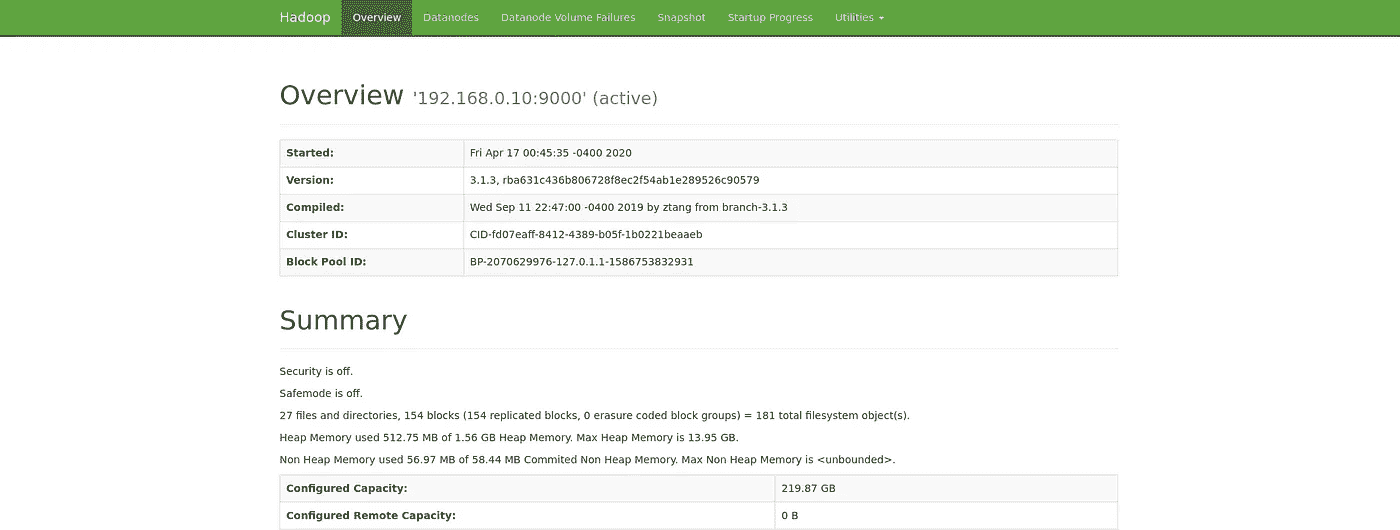 Hadoop Overview Datanodes Datanode Volume Failures Snapshot Startup Progress Utilities
Overview '192.168.0.10:9000' (active)
Started: Fri Apr 17 00:45:35 -0400 2020
Version: 3.1.3, rba631c436b806728f8ec2f54ab1e289526c90579
Compiled: Wed Sep 11 22:47:00 -0400 2019 by ztang from branch-3.1.3
Cluster ID: CID-fd07eaff-8412-4389-b05f-1b0221beaaeb
Block Pool ID: BP-2070629976-127.0.1.1-1586753832931
Summary
Security is off.
Safemode is off.
27 files and directories, 154 blocks (154 replicated blocks, 0 erasure coded block groups) = 181 total filesystem object(s).
Heap Memory used 512.75 MB of 1.56 GB Heap Memory. Max Heap Memory is 13.95 GB.
Non Heap Memory used 56.97 MB of 58.44 MB Commited Non Heap Memory. Max Non Heap Memory is <unbounded>.
Configured Capacity: 219.87 GB
Configured Remote Capacity: 0 B